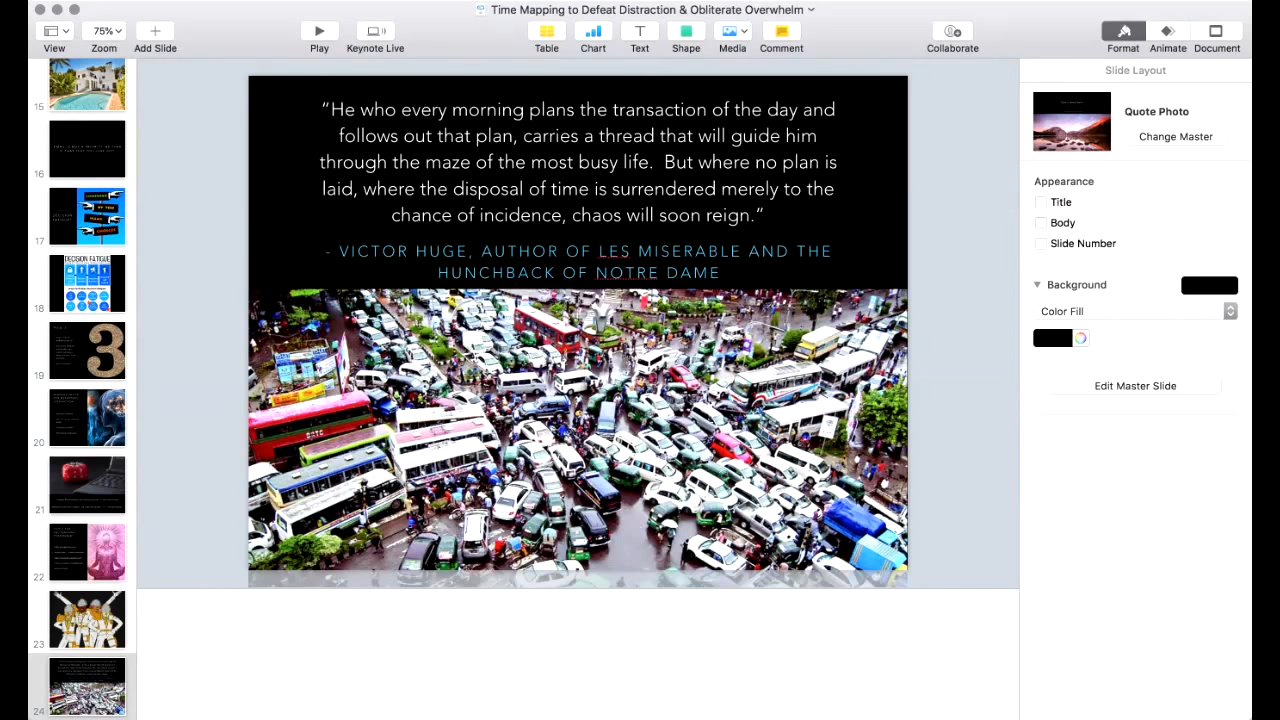 Time Mapping to Defeat Distraction & Obliterate Overwhelm
75%
View
Zoom
Add Slide
Play
Keynote Live
Table
Chart
Text
Shape
Media
Comment
Collaborate
Format
Animate
Document
Slide Layout
Quote Photo
Change Master
Appearance
Title
Body
Slide Number
Background
Color Fill
Edit Master Slide
“He who every morning plans the transaction of the day and
follows out that plan, carries a thread that will guide him
through the maze of the most busy life. But where no plan is
laid, where the disposal of time is surrendered merely to the
chance of incidence, chaos will soon reign.”
- VICTOR HUGE, AUTHOR OF LES MISERABLE AND THE
HUNCHBACK OF NOTRE DAME
15
16
17
18
DECISION FATIGUE
19
3
20
21
22
23
24